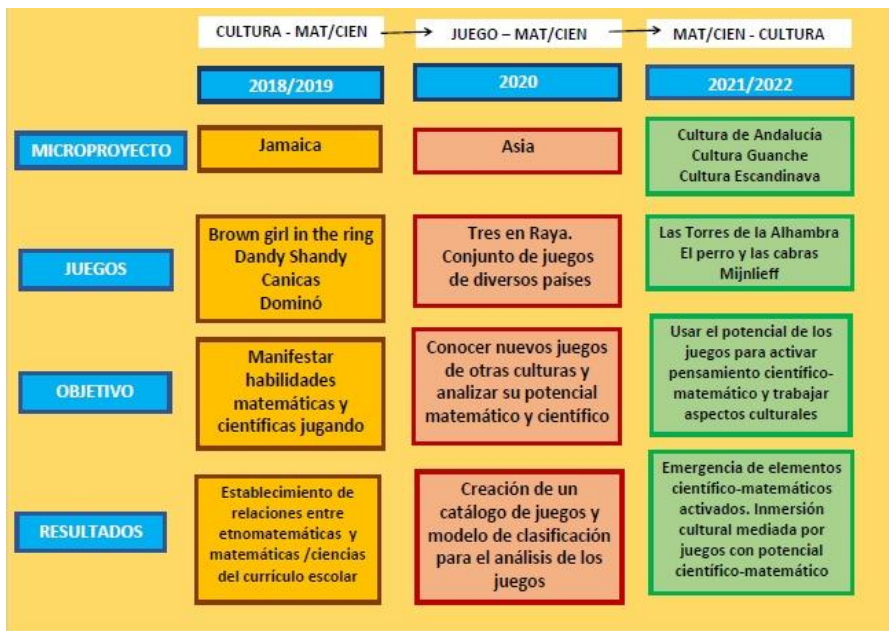 CULTURA - MAT/CIEN
JUEGO – MAT/CIEN
MAT/CIEN - CULTURA
2018/2019
2020
2021/2022
MICROPROYECTO
Jamaica
Asia
Cultura de Andalucía
Cultura Guanche
Cultura Escandinava
JUEGOS
Brown girl in the ring
Dandy Shandy
Canicas
Dominó
Tres en Raya.
Conjunto de juegos
de diversos países
Las Torres de la Alhambra
El perro y las cabras
Mijnlieff
OBJETIVO
Manifestar
habilidades
matemáticas y
científicas jugando
Conocer nuevos juegos
de otras culturas y
analizar su potencial
matemático y científico
Usar el potencial de los
juegos para activar
pensamiento científico-
matemático y trabajar
aspectos culturales
RESULTADOS
Establecimiento de
relaciones entre
etnomatemáticas y
matemáticas /ciencias
del currículo escolar
Creación de un
catálogo de juegos y
modelo de clasificación
para el análisis de los
juegos
Emergencia de elementos
científico-matemáticos
activados. Inmersión
cultural mediada por
juegos con potencial
científico-matemático